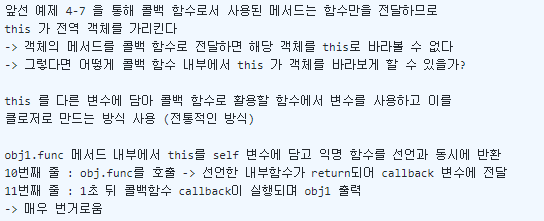 앞선 예제 4-7 을 통해 콜백 함수로서 사용된 메서드는 함수만을 전달하므로
this 가 전역 객체를 가리킨다
-> 객체의 메서드를 콜백 함수로 전달하면 해당 객체를 this로 바라볼 수 없다
-> 그렇다면 어떻게 콜백 함수 내부에서 this 가 객체를 바라보게 할 수 있을가?
this 를 다른 변수에 담아 콜백 함수로 활용할 함수에서 변수를 사용하고 이를
클로저로 만드는 방식 사용 (전통적인 방식)
obj1.func 메서드 내부에서 this를 self 변수에 담고 익명 함수를 선언과 동시에 반환
10번째 줄 : obj.func를 호출 -> 선언한 내부함수가 return되어 callback 변수에 전달
11번째 줄 : 1초 뒤 콜백함수 callback이 실행되며 obj1 출력
-> 매우 번거로움